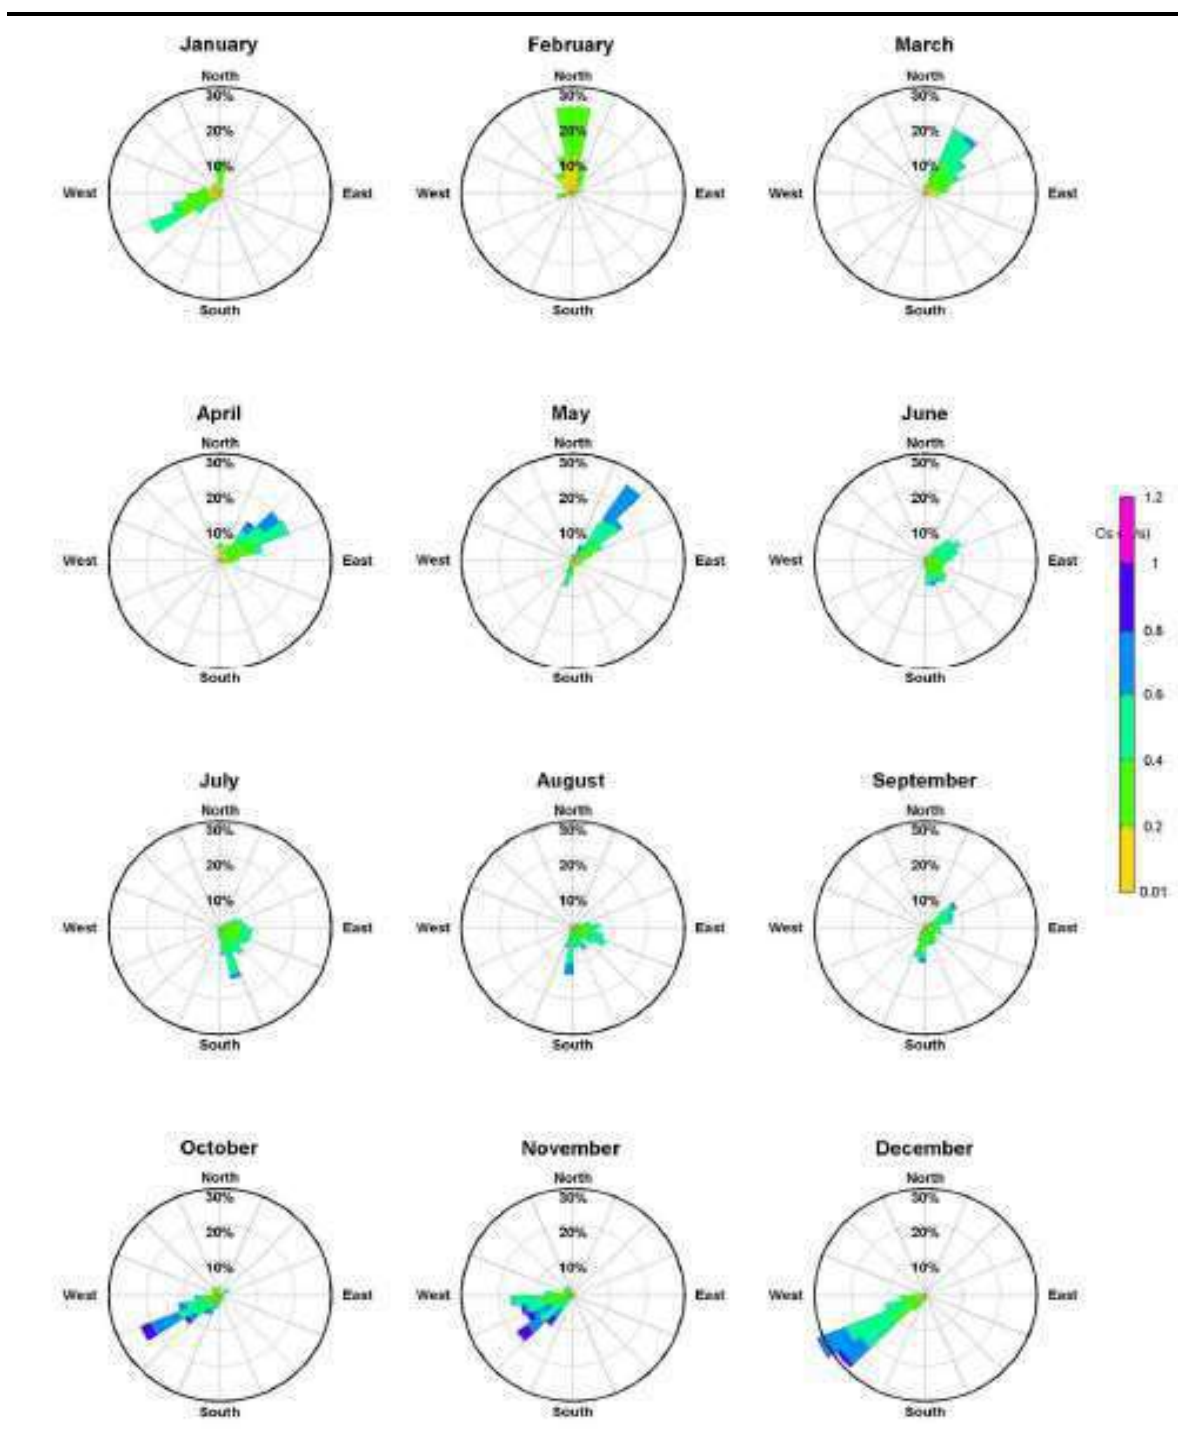 January February March
North North North
30% 30% 30%
20% 20% 20%
10% 10% 10%
West East West East West East
South South South
April May June
North North North
30% 30% 30%
20% 20% 20%
10% 10% 10%
West East West East West East
South South South
1.2
1
0.8
0.6
0.4
0.2
0.01
July August September
North North North
30% 30% 30%
20% 20% 20%
10% 10% 10%
West East West East West East
South South South
October November December
North North North
30% 30% 30%
20% 20% 20%
10% 10% 10%
West East West East West East
South South South